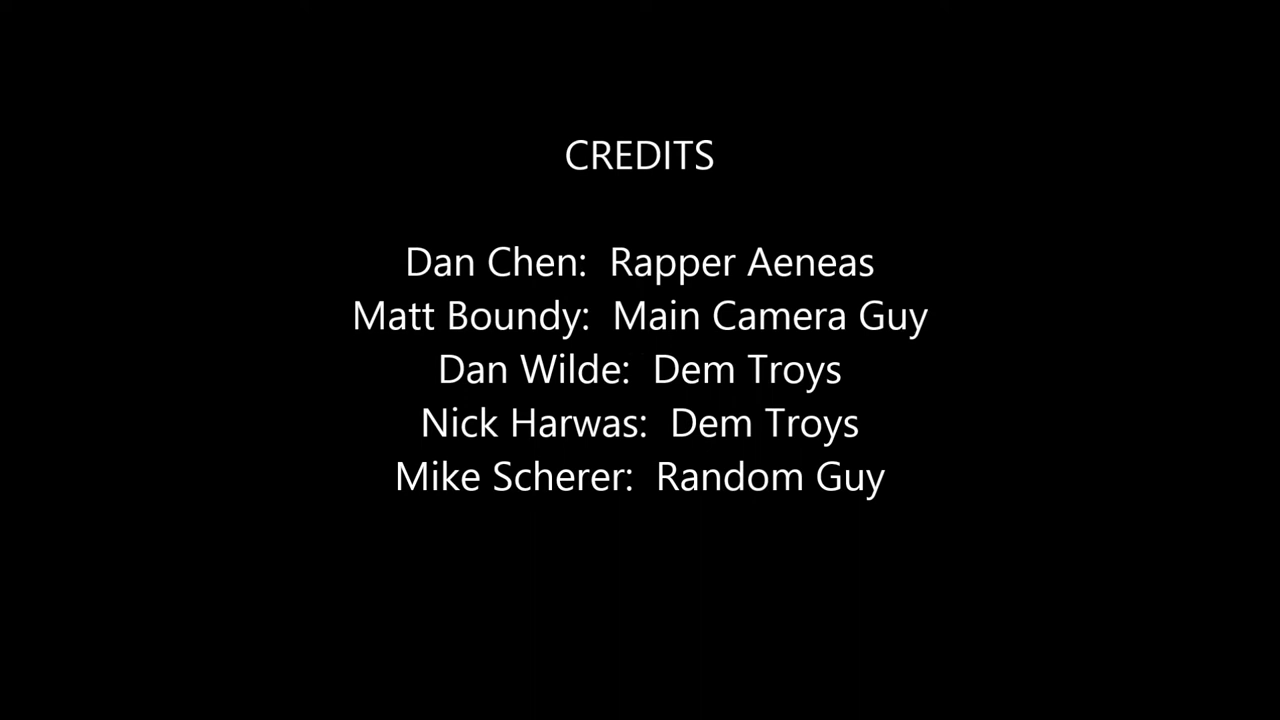 CREDITS
Dan Chen:  Rapper Aeneas
Matt Boundy:  Main Camera Guy
Dan Wilde:  Dem Troys
Nick Harwas:  Dem Troys
Mike Scherer:  Random Guy